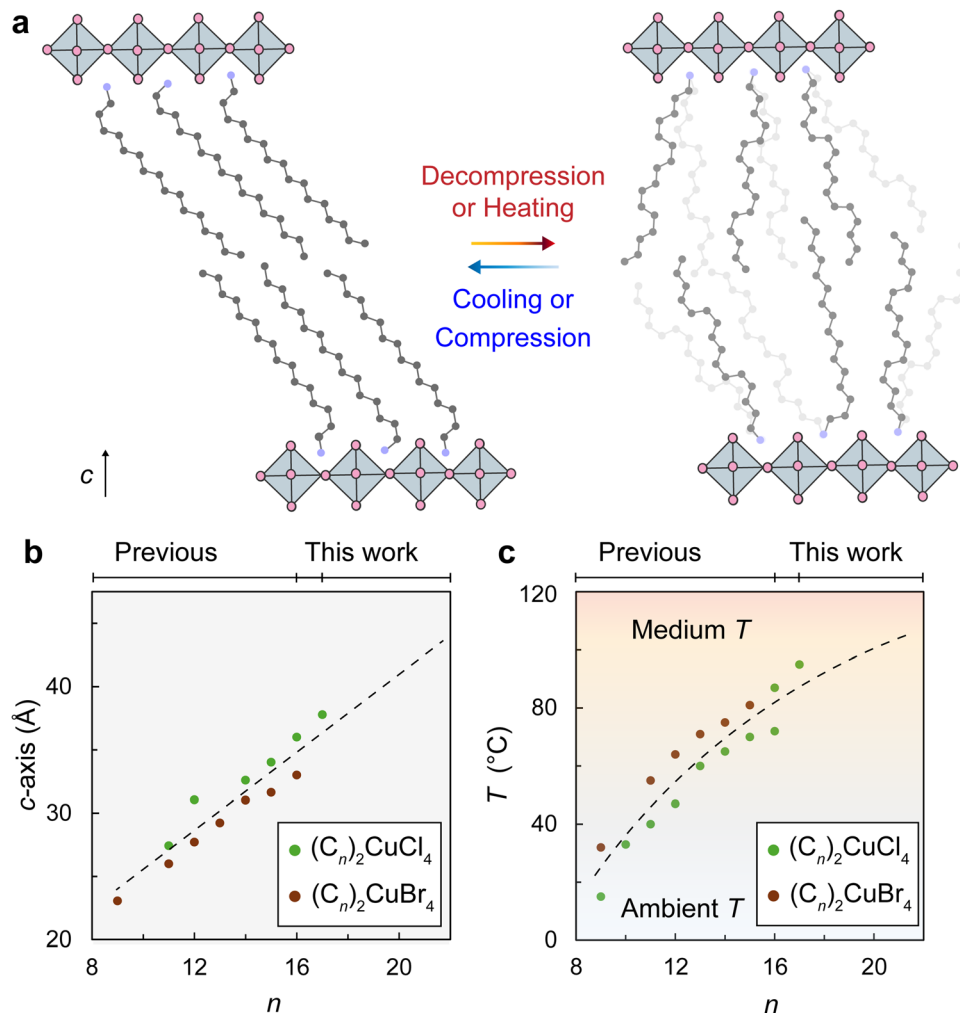 a
Decompression
or Heating
Cooling or
Compression
c
b
Previous
This work
c-axis (Å)
40
30
20
8
12
16
20
n
(Cn)2CuCl4
(Cn)2CuBr4
c
Previous
This work
T (°C)
120
80
40
0
Medium T
Ambient T
(Cn)2CuCl4
(Cn)2CuBr4
8
12
16
20
n